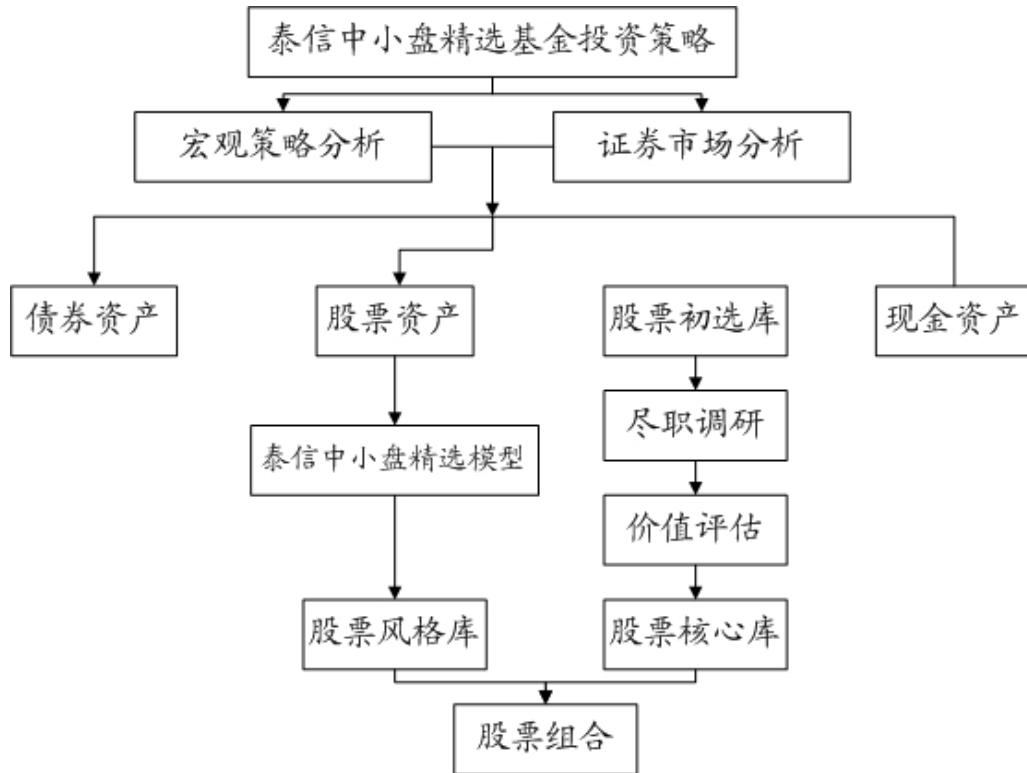 泰信中小盘精选基金投资策略
宏观策略分析
证券市场分析
债券资产
股票资产
股票初选库
现金资产
尽职调研
泰信中小盘精选模型
价值评估
股票风格库
股票核心库
股票组合